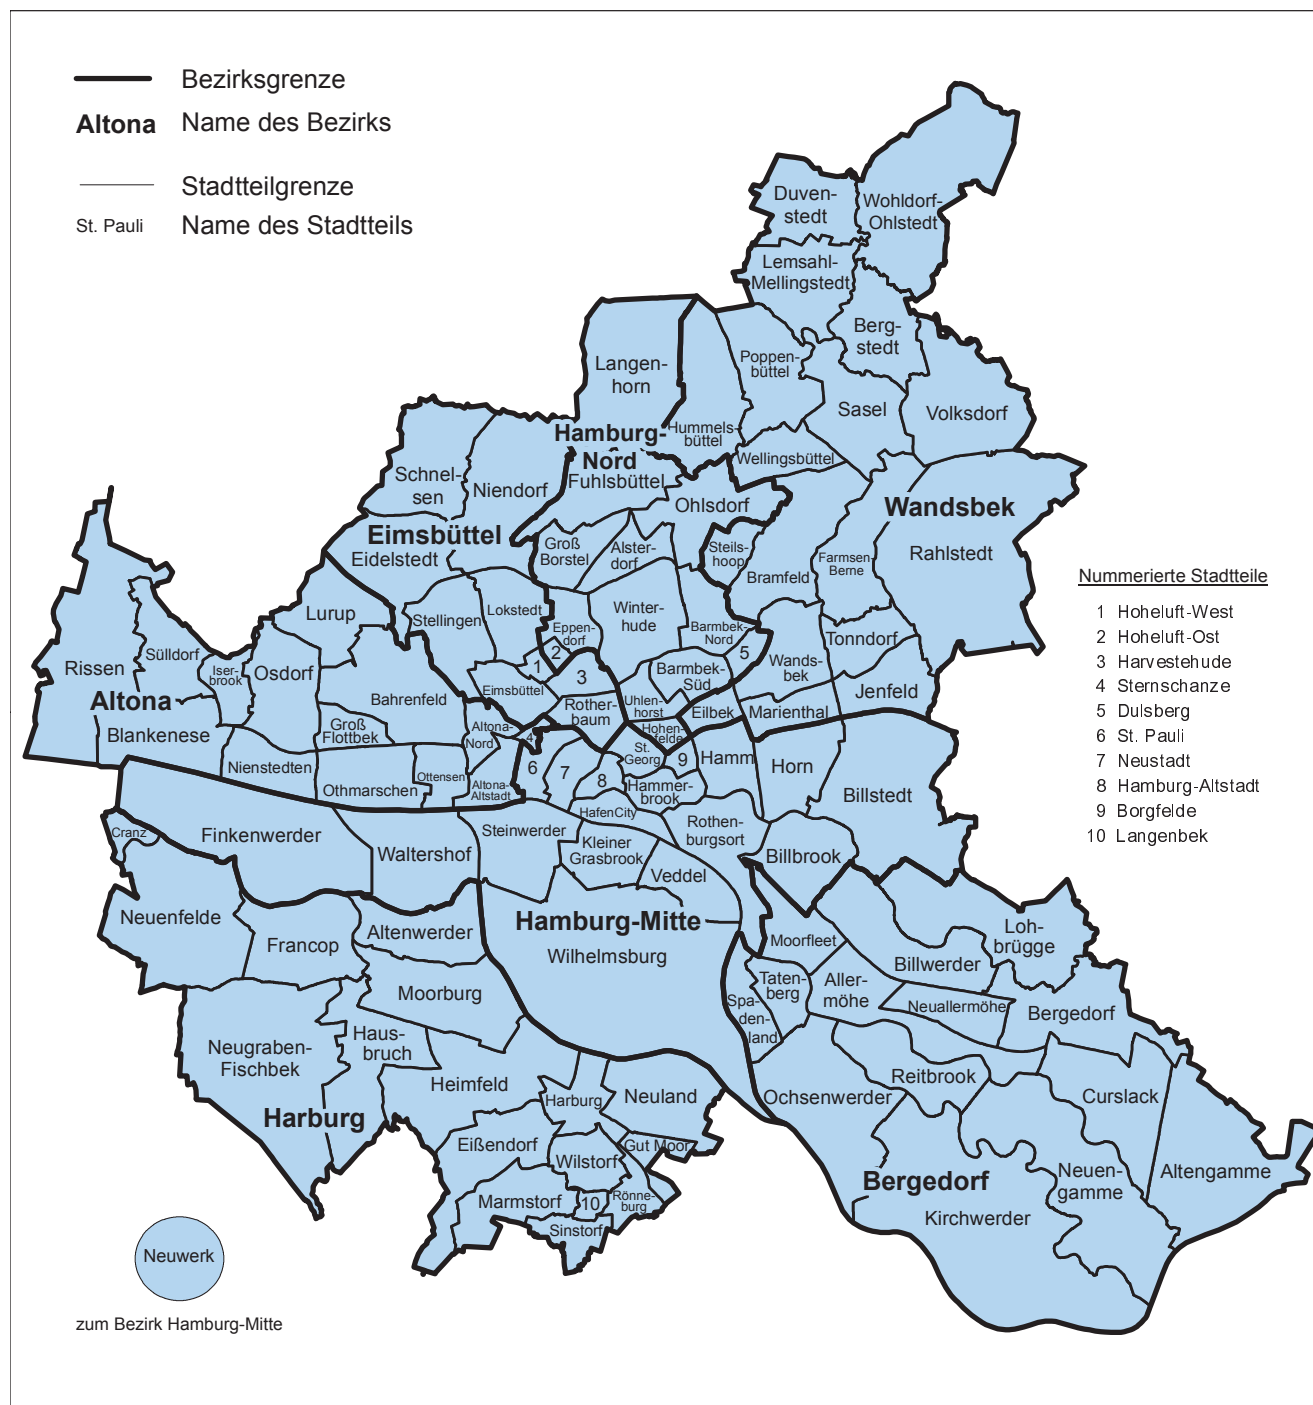 Bezirksgrenze
Altona Name des Bezirks
Stadtteilgrenze
St. Pauli Name des Stadtteils
Duven-
stedt
Wohldorf-
Ohlstedt
Lemsahl-
Mellingstedt
Berg-
stedt
Langen-
horn
Poppen-
büttel
Sasel
Volksdorf
Hummels-
büttel
Hamburg-
Nord
Wellingsbüttel
Fuhlsbüttel
Schnel-
sen
Niendorf
Ohlsdorf
Wandsbek
Eimsbüttel
Eidelstedt
Groß
Borstel
Alster-
dorf
Steils-
hoop
Bramfeld
Farmsen-
Berne
Rahlstedt
Lurup
Stellingen
Lokstedt
Eppen-
dorf
Winter-
hude
Barmbek-
Nord
5
Tonndorf
Rissen
Sülldorf
Iser-
brook
Osdorf
Bahrenfeld
Eimsbüttel
1
2
3
Barmbek-
Süd
Wands-
bek
Jenfeld
Altona
Blankenese
Groß
Flottbek
Altona-
Nord
4
Rother-
baum
Uhlen-
horst
Eilbek
Marienthal
Hohen-
felde
Nienstedten
Othmarschen
Ottensen
Altona-
Altstadt
6
7
8
St.
Georg
9
Hamm
Horn
Billstedt
Hammer-
brook
HafenCity
Cranz
Finkenwerder
Waltershof
Steinwerder
Kleiner
Grasbrook
Rothen-
burgsort
Billbrook
Veddel
Neuenfelde
Francop
Altenwerder
Hamburg-Mitte
Wilhelmsburg
Moorfleet
Billwerder
Loh-
brügge
Moorburg
Spa-
den-
land
Taten-
berg
Aller-
möhe
Neuallermöhe
Bergedorf
Neugraben-
Fischbek
Haus-
bruch
Heimfeld
Harburg
Harburg
Neuland
Ochsenwerder
Reitbrook
Curslack
Eißendorf
Wilstorf
Gut Moor
Bergedorf
Neuen-
gamme
Altengamme
Marmstorf
10
Rönne-
burg
Sinstorf
Kirchwerder
Neuwerk
zum Bezirk Hamburg-Mitte
Nummerierte Stadtteile
1 Hoheluft-West
2 Hoheluft-Ost
3 Harvestehude
4 Sternschanze
5 Dulsberg
6 St. Pauli
7 Neustadt
8 Hamburg-Altstadt
9 Borgfelde
10 Langenbek